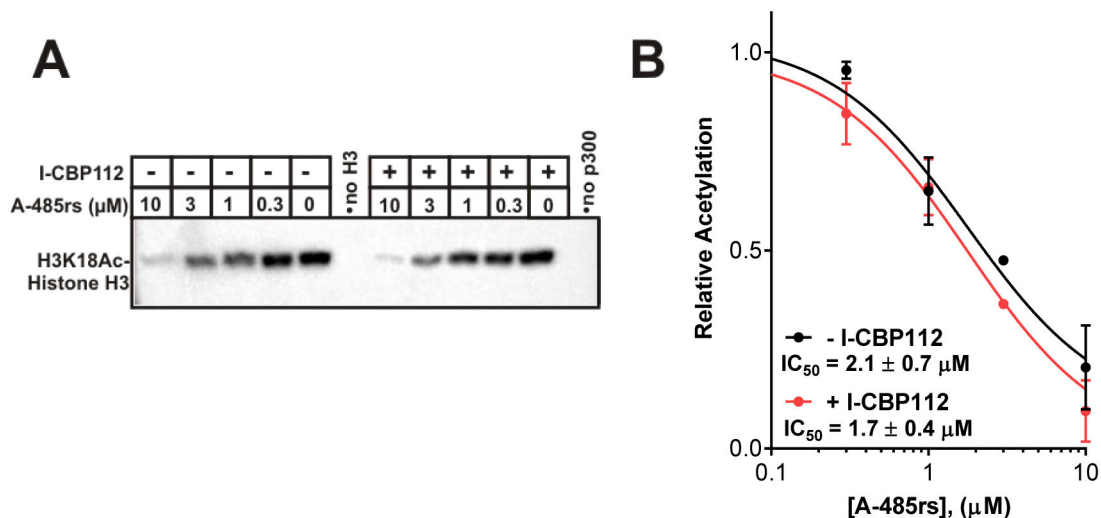 A
I-CBP112 - - - - - •no H3 + + + + + •no p300
A-485rs (μM) 10 3 1 0.3 0 10 3 1 0.3 0
H3K18Ac-
Histone H3
B
Relative Acetylation
1.0
0.5
0.0
- I-CBP112
IC50 = 2.1 ± 0.7 μM
+ I-CBP112
IC50 = 1.7 ± 0.4 μM
0.1 1 10
[A-485rs], (μM)